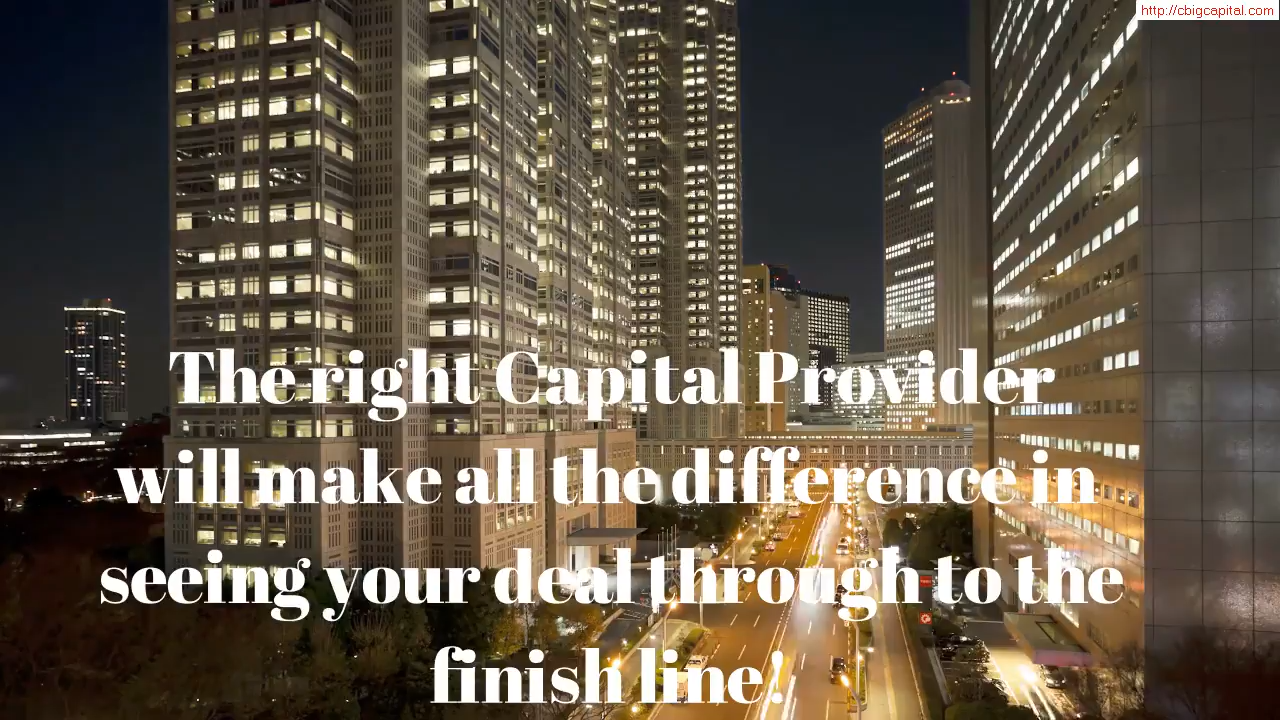 http://cbigcapital.com/
The right Capital Provider
will make all the difference in
seeing your deal through to the
finish line!